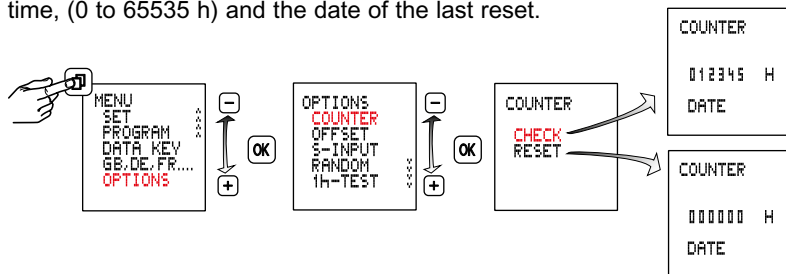 time, (0 to 65535 h) and the date of the last reset.
MENU
SET
PROGRAM
DATA KEY
GB,DE,FR....
OPTIONS
−
OK
+
OPTIONS
COUNTER
OFFSET
S-INPUT
RANDOM
1h-TEST
−
OK
+
COUNTER
CHECK
RESET
COUNTER
012345 H
DATE
COUNTER
000000 H
DATE